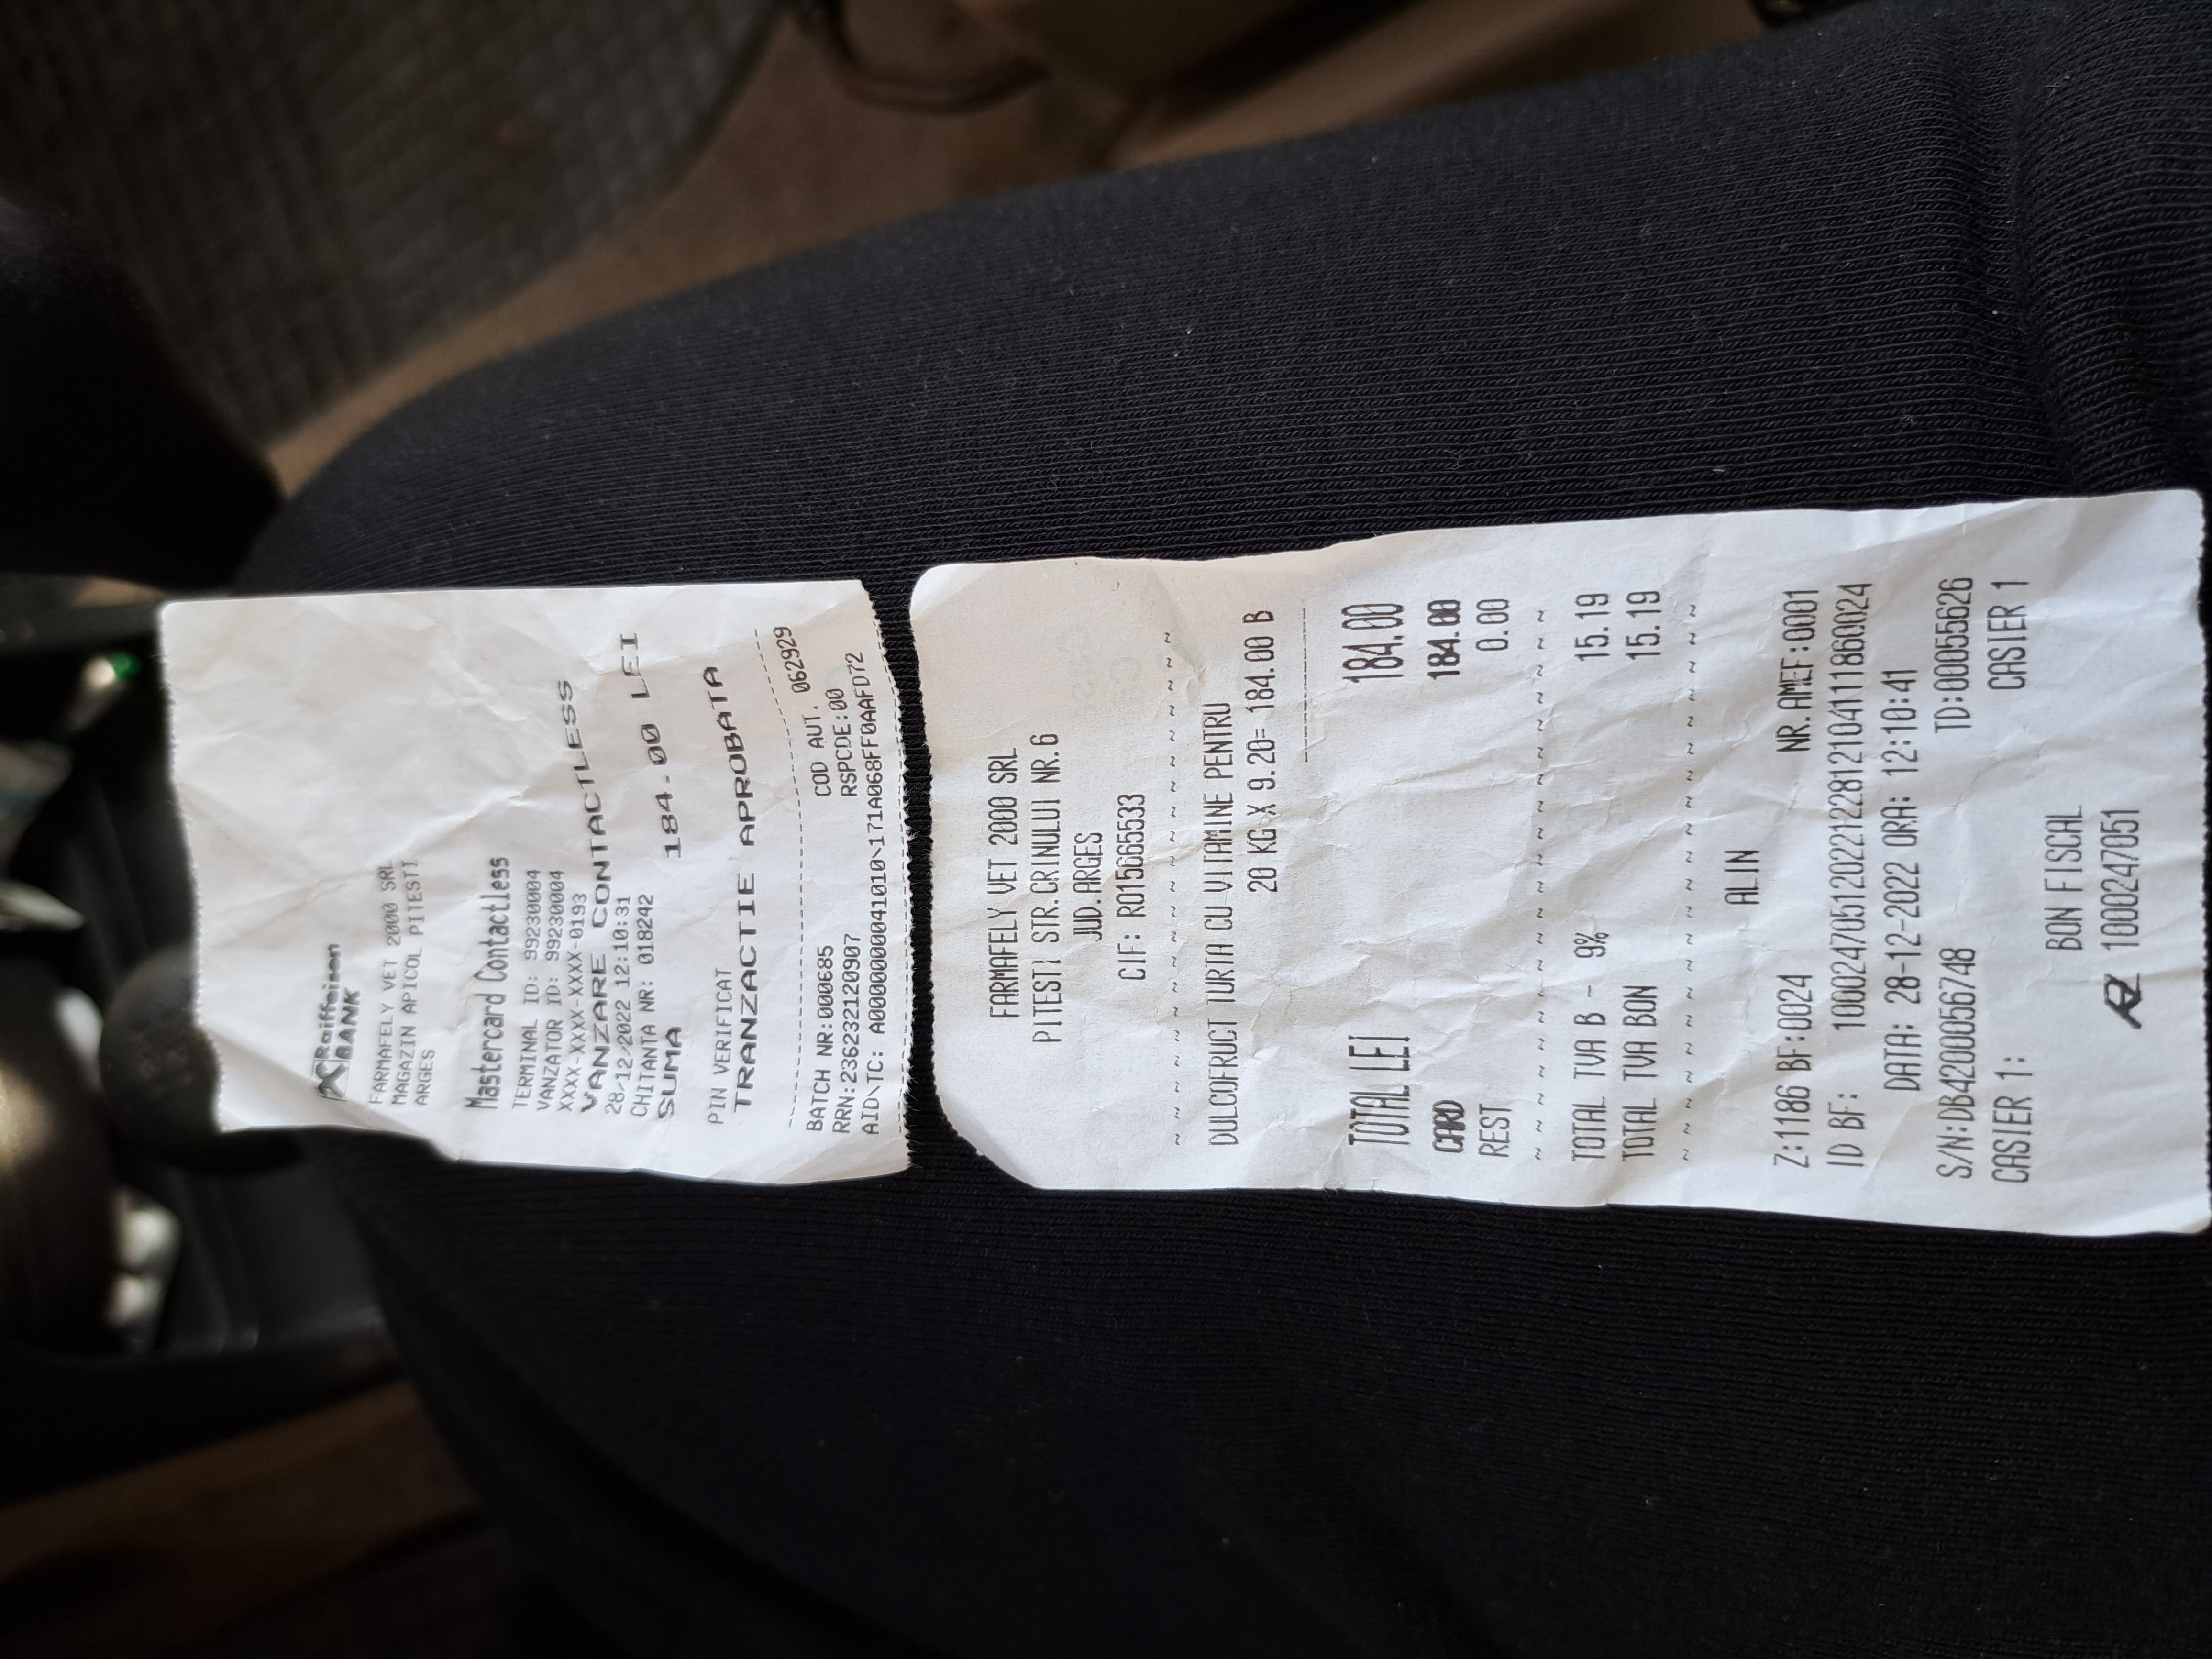 Raiffeisen
BANK
FARMAFELY VET 2000 SRL
MAGAZIN APICOL PITESTI
ARGES
Mastercard Contactless
TERMINAL ID: 99230004
VANZATOR ID: 99230004
XXXX-XXXX-XXXX-0193
VANZARE CONTACTLESS
28/12/2022 12:10:31
CHITANTA NR: 018242
SUMA 184.00 LEI
PIN VERIFICAT
TRANZACTIE APROBATA
BATCH NR:000685 COD AUT. 062929
RRN:236232120907 RSPCDE:00
AID\TC: A0000000041010\171A068FF0AAFD72
FARMAFELY VET 2000 SRL
PITESTI STR.CRINULUI NR.6
JUD.ARGES
CIF: RO15665533
~ ~ ~ ~ ~ ~ ~ ~ ~ ~ ~ ~ ~ ~ ~ ~
DULCOFRUCT TURTA CU VITAMINE PENTRU
20 KG X 9.20= 184.00 B
TOTAL LEI 184.00
CARD 184.00
REST 0.00
~ ~ ~ ~ ~ ~ ~ ~ ~ ~ ~ ~ ~ ~ ~ ~
TOTAL TVA B - 9% 15.19
TOTAL TVA BON 15.19
~ ~ ~ ~ ~ ~ ~ ~ ~ ~ ~ ~ ~ ~ ~ ~
ALIN
Z:1186 BF:0024 NR.AMEF:0001
ID BF: 10002470512022122812104111860024
DATA: 28-12-2022 ORA: 12:10:41
S/N:DB4200056748 TD:00055626
CASIER 1: CASIER 1
BON FISCAL
1000247051